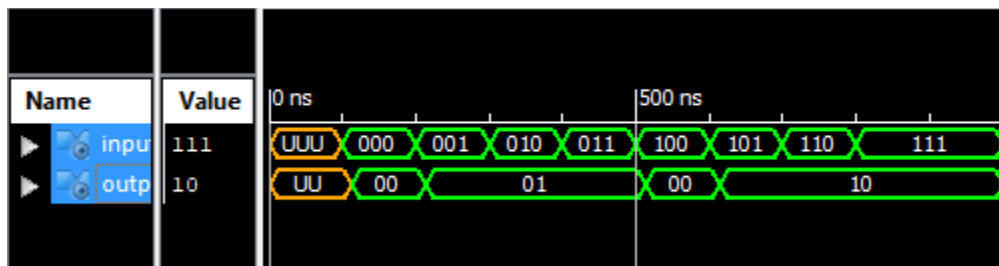 0 ns 500 ns
Name Value
inpu 111 UUU 000 001 010 011 100 101 110 111
outp 10 UU 00 01 00 10